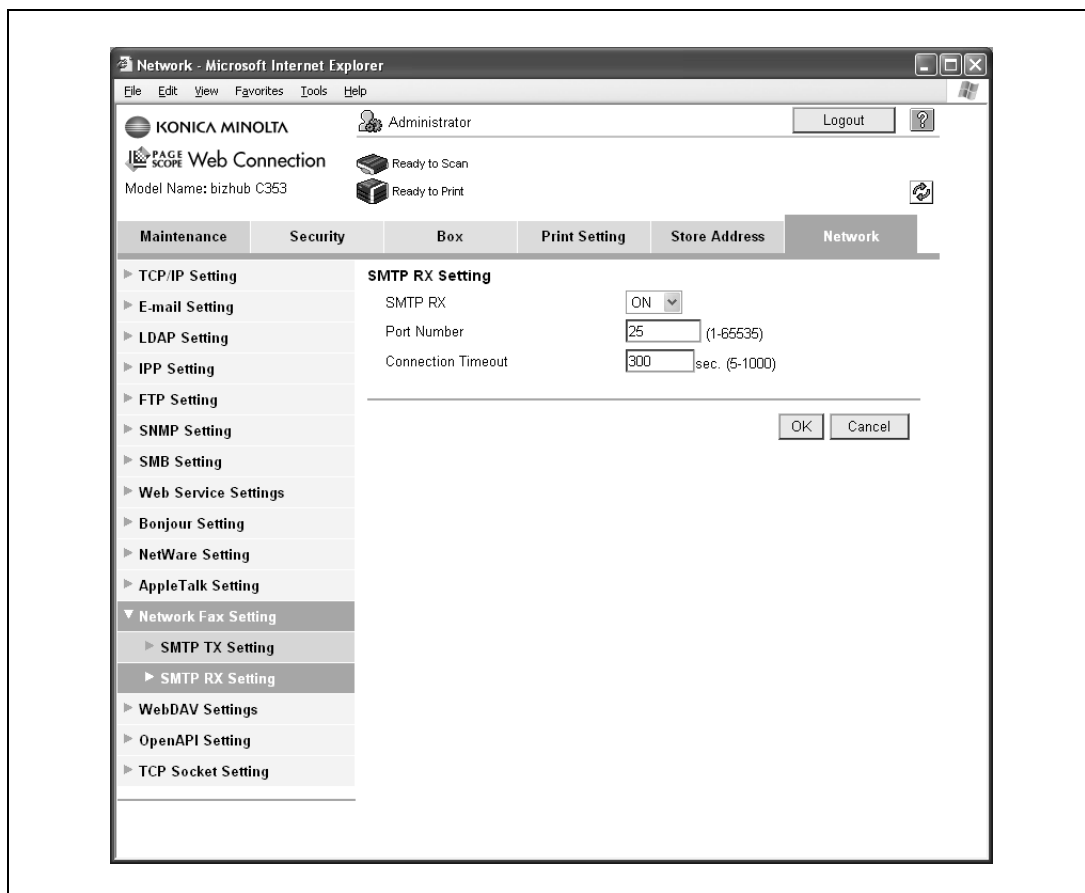 Network - Microsoft Internet Explorer
File Edit View Favorites Tools Help
KONICA MINOLTA
Administrator
Logout
?
PAGE SCOPE Web Connection
Ready to Scan
Model Name: bizhub C353
Ready to Print
Maintenance Security Box Print Setting Store Address Network
TCP/IP Setting
E-mail Setting
LDAP Setting
IPP Setting
FTP Setting
SNMP Setting
SMB Setting
Web Service Settings
Bonjour Setting
NetWare Setting
AppleTalk Setting
Network Fax Setting
SMTP TX Setting
SMTP RX Setting
WebDAV Settings
OpenAPI Setting
TCP Socket Setting
SMTP RX Setting
SMTP RX ON
Port Number 25 (1-65535)
Connection Timeout 300 sec. (5-1000)
OK Cancel